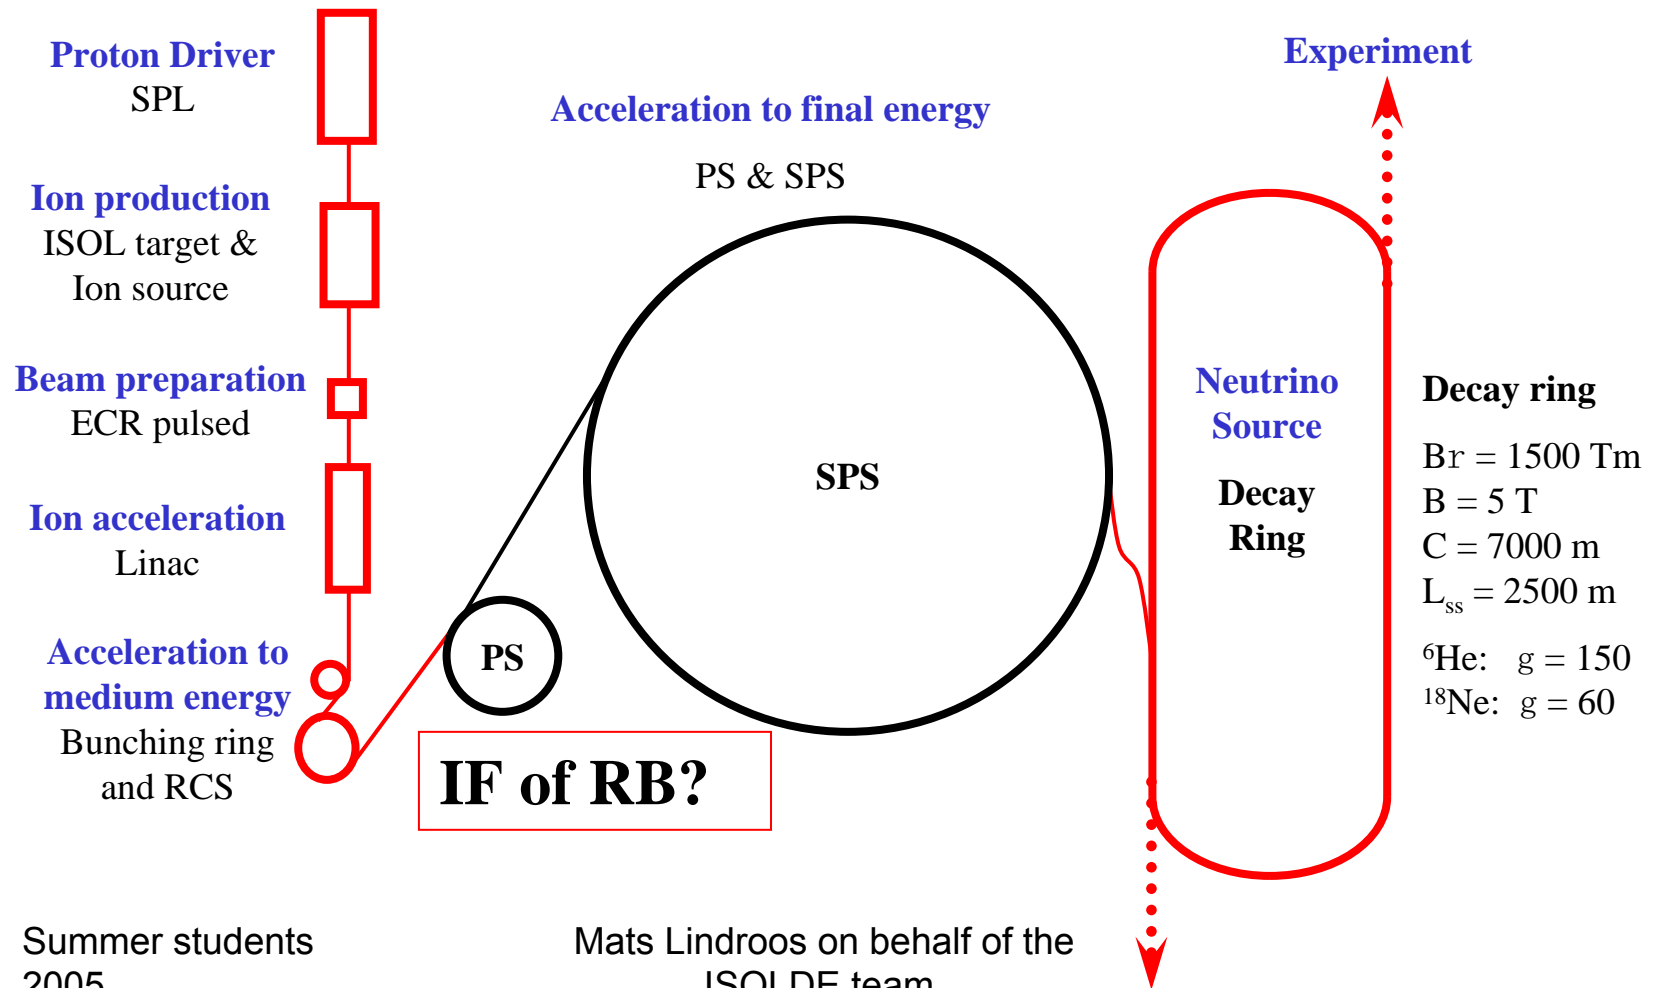 Proton Driver
SPL
Ion production
ISOL target &
Ion source
Beam preparation
ECR pulsed
Ion acceleration
Linac
Acceleration to
medium energy
Bunching ring
and RCS
Acceleration to final energy
PS & SPS
SPS
PS
IF of RB?
Experiment
Neutrino
Source
Decay
Ring
Decay ring
Br = 1500 Tm
B = 5 T
C = 7000 m
Lss = 2500 m
6He: g = 150
18Ne: g = 60
Summer students
2005
Mats Lindroos on behalf of the
ISOLDE team